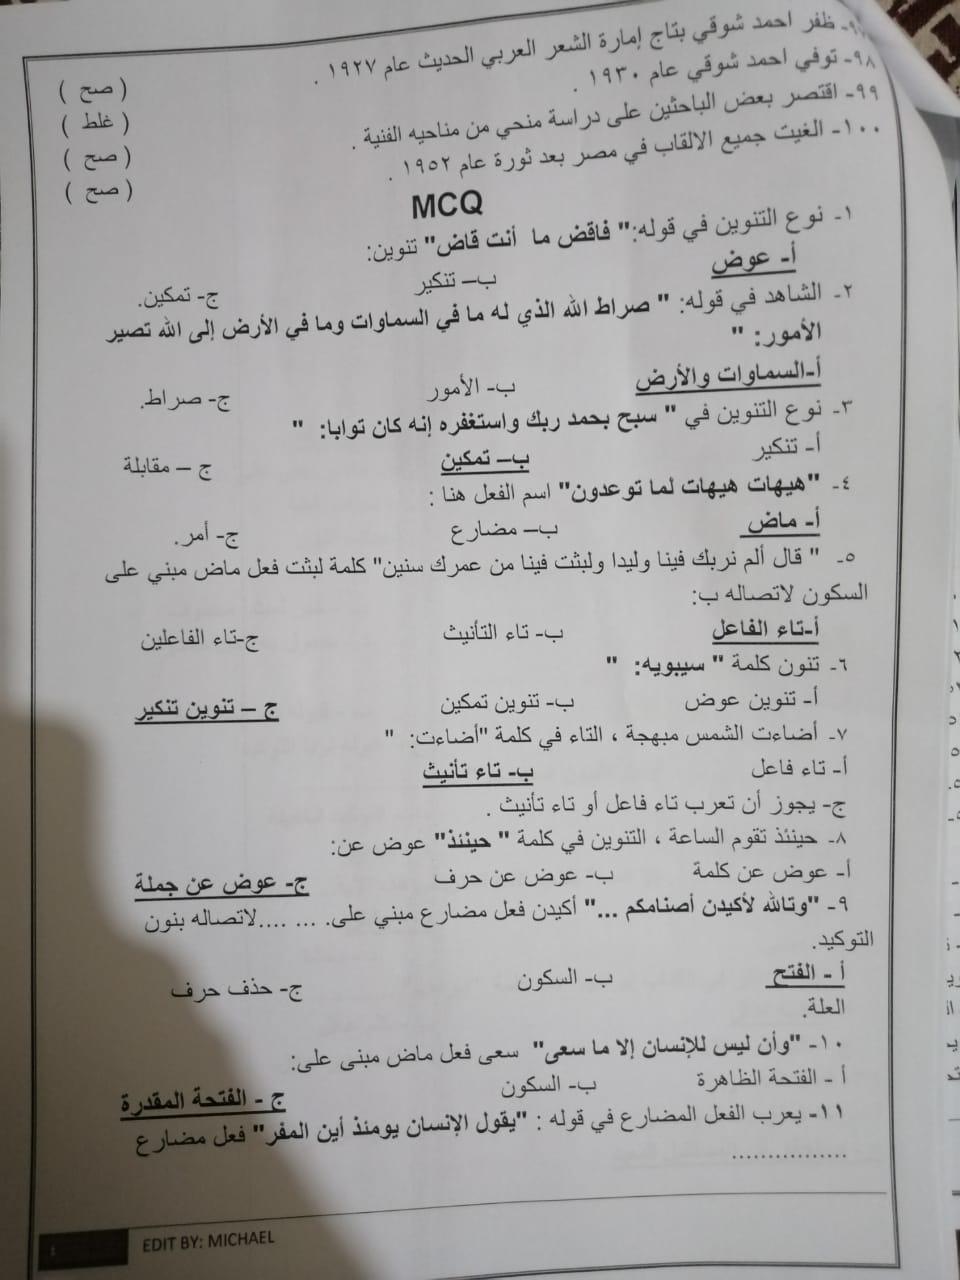 ٩٧- ظفر احمد شوقي بتاج إمارة الشعر العربي الحديث عام ١٩٢٧ . ( صح )
٩٨- توفي احمد شوقي عام ١٩٣٠ . ( غلط )
٩٩- اقتصر بعض الباحثين على دراسة منحي من مناحيه الفنية . ( صح )
١٠٠- الغيت جميع الالقاب في مصر بعد ثورة عام ١٩٥٢ . ( صح )
MCQ
١- نوع التنوين في قوله:" فاقض ما أنت قاض" تنوين:
أ- عوض ب– تنكير ج- تمكين.
٢- الشاهد في قوله: " صراط الله الذي له ما في السماوات وما في الأرض إلى الله تصير
الأمور: "
أ-السماوات والأرض ب- الأمور ج- صراط.
٣- نوع التنوين في " سبح بحمد ربك واستغفره إنه كان توابا: "
أ- تنكير ب– تمكين ج – مقابلة
٤- "هيهات هيهات لما توعدون" اسم الفعل هنا :
أ- ماض ب– مضارع ج- أمر.
٥- " قال ألم نربك فينا وليدا ولبثت فينا من عمرك سنين" كلمة لبثت فعل ماض مبني على
السكون لاتصاله ب:
أ-تاء الفاعل ب- تاء التأنيث ج-تاء الفاعلين
٦- تنون كلمة " سيبويه: "
أ- تنوين عوض ب- تنوين تمكين ج – تنوين تنكير
٧- أضاءت الشمس مبهجة ، التاء في كلمة "أضاءت: "
أ- تاء فاعل ب- تاء تأنيث
ج- يجوز أن تعرب تاء فاعل أو تاء تأنيث .
٨- حينئذ تقوم الساعة ، التنوين في كلمة " حينئذ" عوض عن:
أ- عوض عن كلمة ب- عوض عن حرف ج- عوض عن جملة
٩- "وتالله لأكيدن أصنامكم ..." أكيدن فعل مضارع مبني على. ... ....لاتصاله بنون
التوكيد.
أ - الفتح ب- السكون ج- حذف حرف
العلة.
١٠- "وأن ليس للإنسان إلا ما سعى" سعى فعل ماض مبنى على:
أ - الفتحة الظاهرة ب- السكون ج - الفتحة المقدرة
١١- يعرب الفعل المضارع في قوله : "يقول الإنسان يومئذ أين المفر" فعل مضارع
................
EDIT BY: MICHAEL